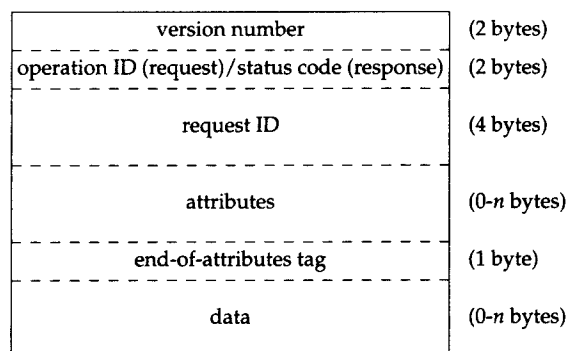 version number (2 bytes)
operation ID (request)/status code (response) (2 bytes)
request ID (4 bytes)
attributes (0-n bytes)
end-of-attributes tag (1 byte)
data (0-n bytes)